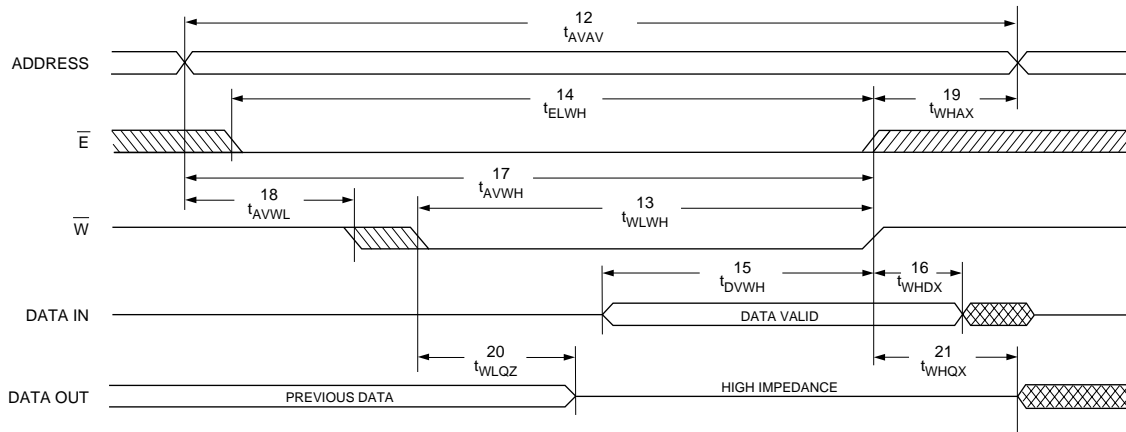 12
tAVAV
ADDRESS
14
tELWH
19
tWHAX
E
17
tAVWH
18
tAVWL
13
tWLWH
W
15
tDVWH
16
tWHDX
DATA IN
DATA VALID
20
tWLQZ
21
tWHQX
DATA OUT
PREVIOUS DATA
HIGH IMPEDANCE